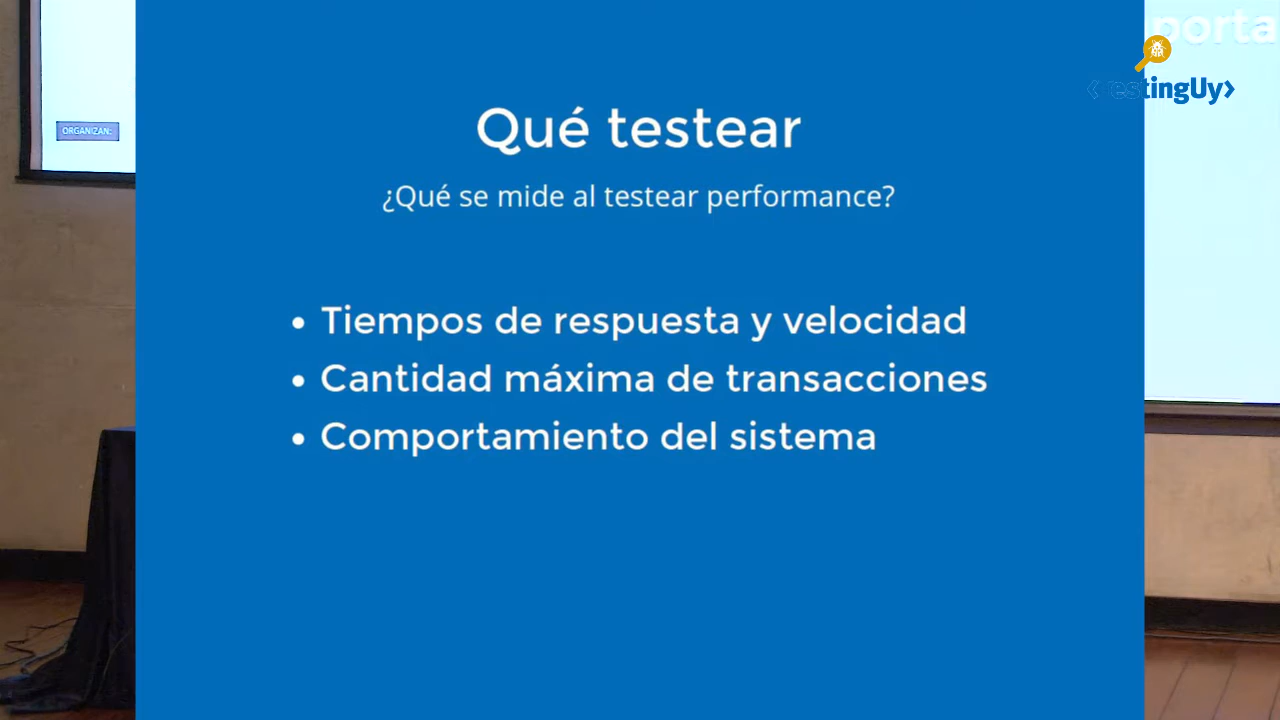 ORGANIZAN:
Qué testear
¿Qué se mide al testear performance?
• Tiempos de respuesta y velocidad
• Cantidad máxima de transacciones
• Comportamiento del sistema